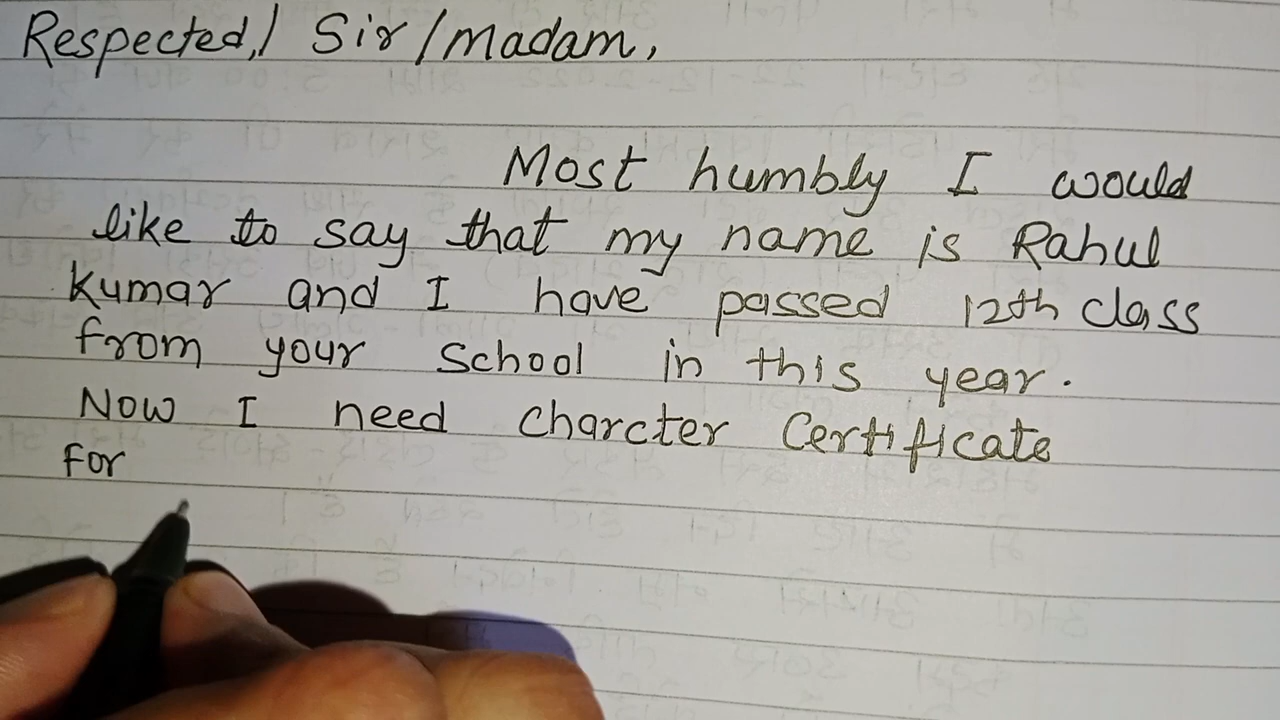 Respected,/ Sir/madam,
Most humbly I would
like to say that my name is Rahul
Kumar and I have passed 12th class
from your School in this year.
Now I need charcter Certificate
For